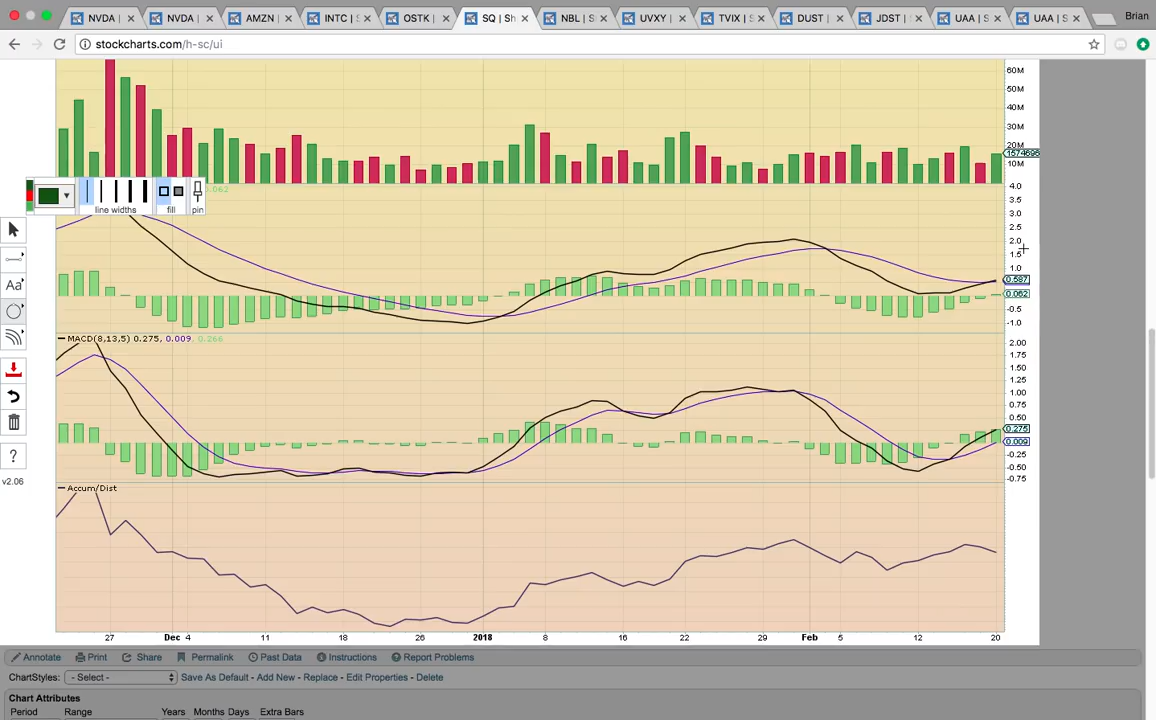 NVDA | NVDA | S AMZN | INTC | S OSTK | SQ | Sh NBL | S UVXY | TVIX | S DUST | JDST | S UAA | S UAA | S Brian
stockcharts.com/h-sc/ui
60M
50M
40M
30M
20M
1574696
10M
4.0
.062
3.5
line widths fill pin
3.0
2.5
2.0
1.5
Aa
1.0
0.587
0.062
-0.5
-1.0
MACD(8,13,5) 0.275, 0.009, 0.266
2.00
1.75
1.50
1.25
1.00
0.75
0.50
0.275
0.009
-0.25
?
-0.50
v2.06
-0.75
Accum/Dist
27 Dec 4 11 18 26 2018 8 16 22 29 Feb 5 12 20
Annotate Print Share Permalink Past Data Instructions Report Problems
ChartStyles: - Select - Save As Default - Add New - Replace - Edit Properties - Delete
Chart Attributes
Period Range Years Months Days Extra Bars